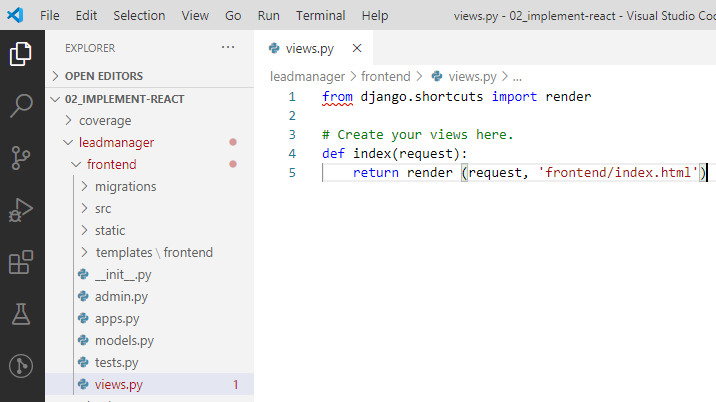 File Edit Selection View Go Run Terminal Help views.py - 02_implement-react - Visual Studio Coc
EXPLORER ···
OPEN EDITORS
02_IMPLEMENT-REACT
coverage
leadmanager
frontend
migrations
src
static
templates \ frontend
__init__.py
admin.py
apps.py
models.py
tests.py
views.py 1
views.py ×
leadmanager > frontend > views.py > ...
1 from django.shortcuts import render
2
3 # Create your views here.
4 def index(request):
5 return render (request, 'frontend/index.html')